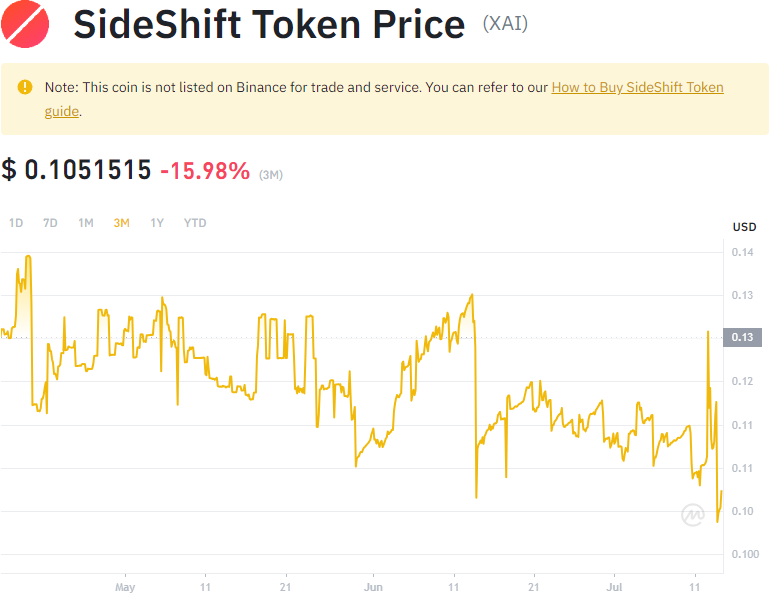 SideShift Token Price (XAI)
Note: This coin is not listed on Binance for trade and service. You can refer to our How to Buy SideShift Token
guide.
$ 0.1051515 -15.98% (3M)
1D 7D 1M 3M 1Y YTD
USD
0.14
0.13
0.13
0.12
0.11
0.11
0.10
0.100
May 11 21 Jun 11 21 Jul 11